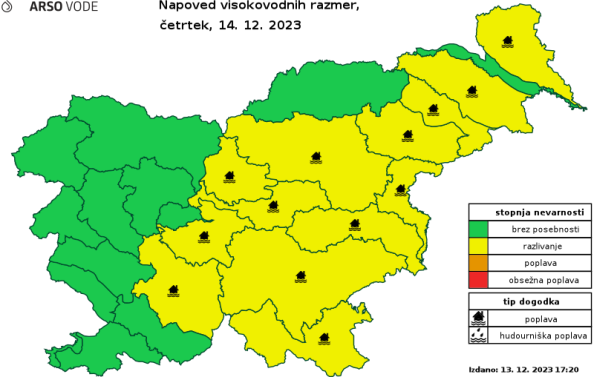 ARSO VODE
Napoved visokovodnih razmer,
četrtek, 14. 12. 2023
stopnja nevarnosti
brez posebnosti
razlivanje
poplava
obsežna poplava
tip dogodka
poplava
hudourniška poplava
Izdano: 13. 12. 2023 17:20